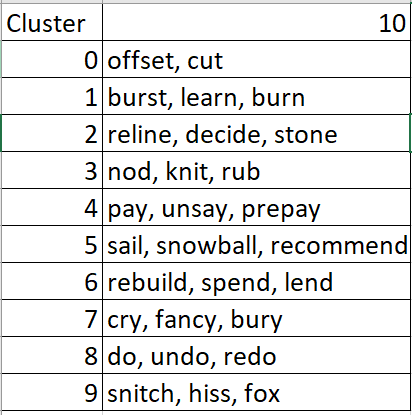 Cluster 10
0 offset, cut
1 burst, learn, burn
2 reline, decide, stone
3 nod, knit, rub
4 pay, unsay, prepay
5 sail, snowball, recommend
6 rebuild, spend, lend
7 cry, fancy, bury
8 do, undo, redo
9 snitch, hiss, fox